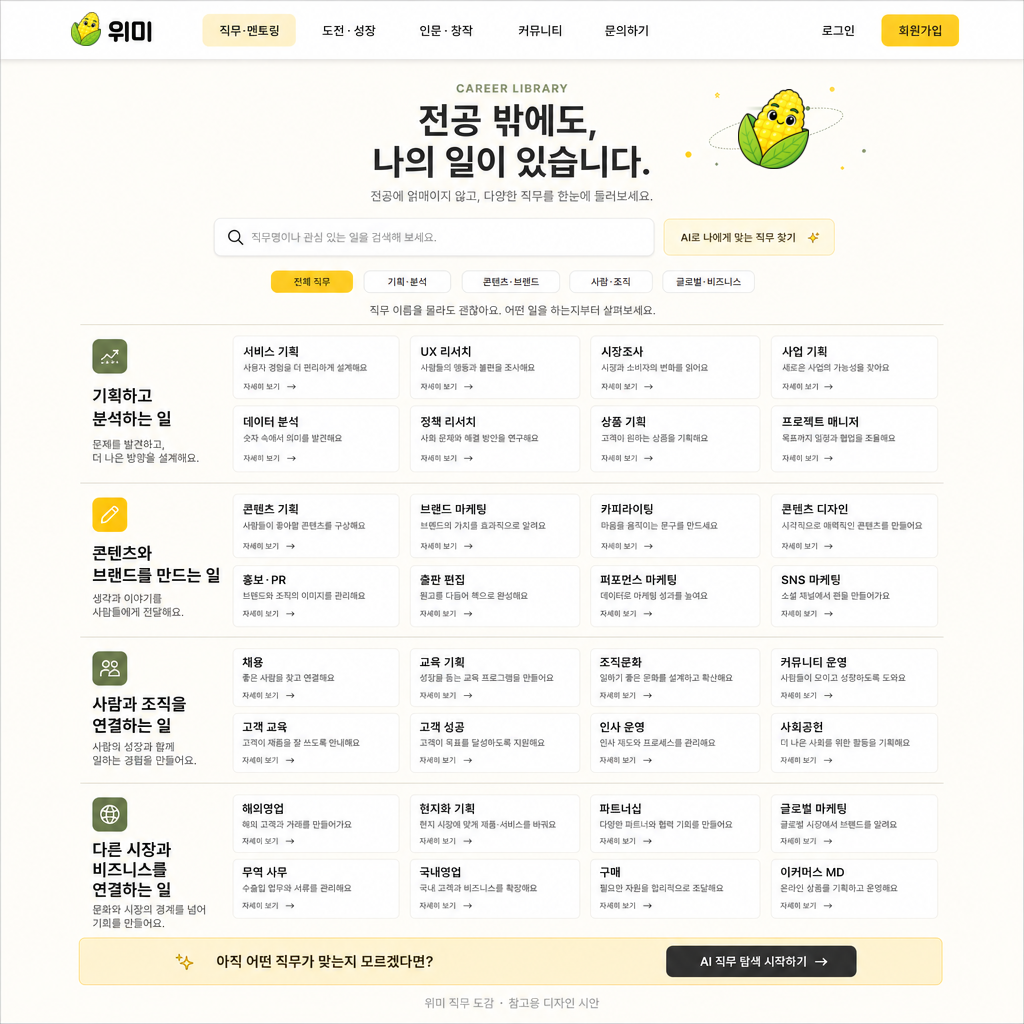 위미
직무·멘토링
도전 · 성장
인문 · 창작
커뮤니티
문의하기
로그인
회원가입
CAREER LIBRARY
전공 밖에도,
나의 일이 있습니다.
전공에 얽매이지 않고, 다양한 직무를 한눈에 둘러보세요.
직무명이나 관심 있는 일을 검색해 보세요.
AI로 나에게 맞는 직무 찾기
전체 직무
기획·분석
콘텐츠·브랜드
사람·조직
글로벌·비즈니스
직무 이름을 몰라도 괜찮아요. 어떤 일을 하는지부터 살펴보세요.
기획하고
분석하는 일
문제를 발견하고,
더 나은 방향을 설계해요.
서비스 기획
사용자 경험을 더 편리하게 설계해요
자세히 보기 →
UX 리서치
사람들의 행동과 불편을 조사해요
자세히 보기 →
시장조사
시장과 소비자의 변화를 읽어요
자세히 보기 →
사업 기획
새로운 사업의 가능성을 찾아요
자세히 보기 →
데이터 분석
숫자 속에서 의미를 발견해요
자세히 보기 →
정책 리서치
사회 문제와 해결 방안을 연구해요
자세히 보기 →
상품 기획
고객이 원하는 상품을 기획해요
자세히 보기 →
프로젝트 매니저
목표까지 일정과 협업을 조율해요
자세히 보기 →
콘텐츠와
브랜드를 만드는 일
생각과 이야기를
사람들에게 전달해요.
콘텐츠 기획
사람들이 좋아할 콘텐츠를 구상해요
자세히 보기 →
브랜드 마케팅
브랜드의 가치를 효과적으로 알려요
자세히 보기 →
카피라이팅
마음을 움직이는 문구를 만드세요
자세히 보기 →
콘텐츠 디자인
시각적으로 매력적인 콘텐츠를 만들어요
자세히 보기 →
홍보 · PR
브랜드와 조직의 이미지를 관리해요
자세히 보기 →
출판 편집
원고를 다듬어 책으로 완성해요
자세히 보기 →
퍼포먼스 마케팅
데이터로 마케팅 성과를 높여요
자세히 보기 →
SNS 마케팅
소셜 채널에서 팬을 만들어가요
자세히 보기 →
사람과 조직을
연결하는 일
사람의 성장과 함께
일하는 경험을 만들어요.
채용
좋은 사람을 찾고 연결해요
자세히 보기 →
교육 기획
성장을 돕는 교육 프로그램을 만들어요
자세히 보기 →
조직문화
일하기 좋은 문화를 설계하고 확산해요
자세히 보기 →
커뮤니티 운영
사람들이 모이고 성장하도록 도와요
자세히 보기 →
고객 교육
고객이 제품을 잘 쓰도록 안내해요
자세히 보기 →
고객 성공
고객이 목표를 달성하도록 지원해요
자세히 보기 →
인사 운영
인사 제도와 프로세스를 관리해요
자세히 보기 →
사회공헌
더 나은 사회를 위한 활동을 기획해요
자세히 보기 →
다른 시장과
비즈니스를
연결하는 일
문화와 시장의 경계를 넘어
기회를 만들어요.
해외영업
해외 고객과 거래를 만들어가요
자세히 보기 →
현지화 기획
현지 시장에 맞게 제품·서비스를 바꿔요
자세히 보기 →
파트너십
다양한 파트너와 협력 기회를 만들어요
자세히 보기 →
글로벌 마케팅
글로벌 시장에서 브랜드를 알려요
자세히 보기 →
무역 사무
수출입 업무와 서류를 관리해요
자세히 보기 →
국내영업
국내 고객과 비즈니스를 확장해요
자세히 보기 →
구매
필요한 자원을 합리적으로 조달해요
자세히 보기 →
이커머스 MD
온라인 상품을 기획하고 운영해요
자세히 보기 →
아직 어떤 직무가 맞는지 모르겠다면?
AI 직무 탐색 시작하기 →
위미 직무 도감 · 참고용 디자인 시안